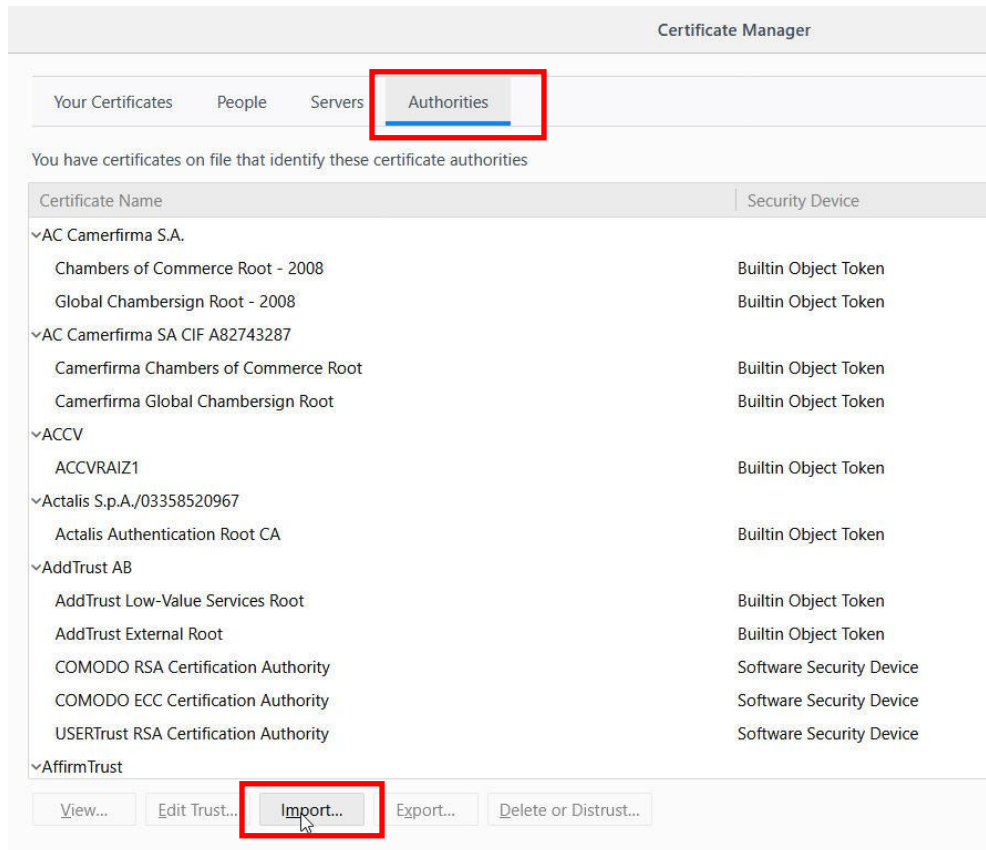 Certificate Manager
Your Certificates People Servers Authorities
You have certificates on file that identify these certificate authorities
Certificate Name Security Device
AC Camerfirma S.A.
Chambers of Commerce Root - 2008 Builtin Object Token
Global Chambersign Root - 2008 Builtin Object Token
AC Camerfirma SA CIF A82743287
Camerfirma Chambers of Commerce Root Builtin Object Token
Camerfirma Global Chambersign Root Builtin Object Token
ACCV
ACCVRAIZ1 Builtin Object Token
Actalis S.p.A./03358520967
Actalis Authentication Root CA Builtin Object Token
AddTrust AB
AddTrust Low-Value Services Root Builtin Object Token
AddTrust External Root Builtin Object Token
COMODO RSA Certification Authority Software Security Device
COMODO ECC Certification Authority Software Security Device
USERTrust RSA Certification Authority Software Security Device
AffirmTrust
View... Edit Trust... Import... Export... Delete or Distrust...